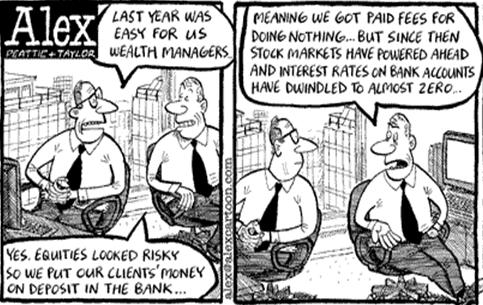 Alex
PEATTIE + TAYLOR
LAST YEAR WAS
EASY FOR US
WEALTH MANAGERS.
YES. EQUITIES LOOKED RISKY
SO WE PUT OUR CLIENTS' MONEY
ON DEPOSIT IN THE BANK...
alex@alexcartoon.com
MEANING WE GOT PAID FEES FOR
DOING NOTHING... BUT SINCE THEN
STOCK MARKETS HAVE POWERED AHEAD
AND INTEREST RATES ON BANK ACCOUNTS
HAVE DWINDLED TO ALMOST ZERO...